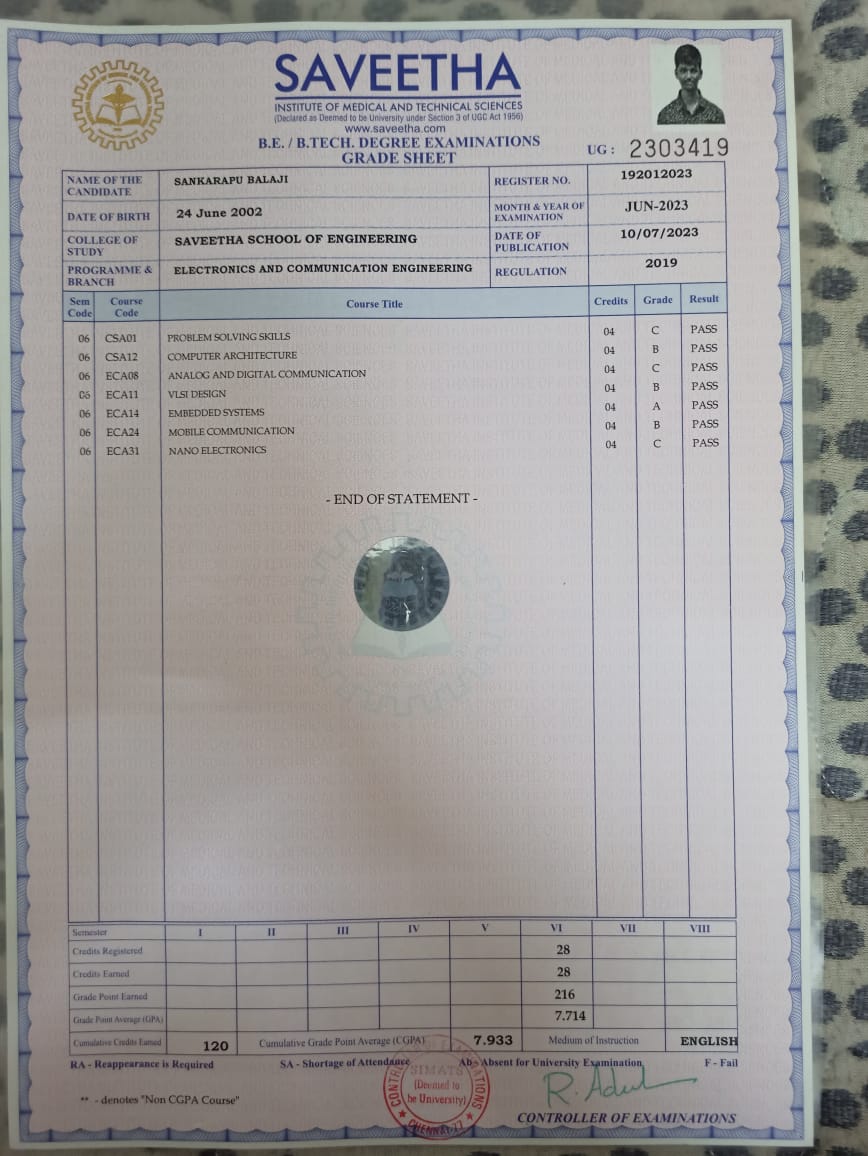 SAVEETHA
INSTITUTE OF MEDICAL AND TECHNICAL SCIENCES
(Declared as Deemed to be University under Section 3 of UGC Act 1956)
www.saveetha.com
B.E. / B.TECH. DEGREE EXAMINATIONS
GRADE SHEET
UG : 2303419
NAME OF THE CANDIDATE SANKARAPU BALAJI REGISTER NO. 192012023
DATE OF BIRTH 24 June 2002 MONTH & YEAR OF EXAMINATION JUN-2023
COLLEGE OF STUDY SAVEETHA SCHOOL OF ENGINEERING DATE OF PUBLICATION 10/07/2023
PROGRAMME & BRANCH ELECTRONICS AND COMMUNICATION ENGINEERING REGULATION 2019
Sem Code Course Code Course Title Credits Grade Result
06 CSA01 PROBLEM SOLVING SKILLS 04 C PASS
06 CSA12 COMPUTER ARCHITECTURE 04 B PASS
06 ECA08 ANALOG AND DIGITAL COMMUNICATION 04 C PASS
06 ECA11 VLSI DESIGN 04 B PASS
06 ECA14 EMBEDDED SYSTEMS 04 A PASS
06 ECA24 MOBILE COMMUNICATION 04 B PASS
06 ECA31 NANO ELECTRONICS 04 C PASS
- END OF STATEMENT -
Semester I II III IV V VI VII VIII
Credits Registered 28
Credits Earned 28
Grade Point Earned 216
Grade Point Average (GPA) 7.714
Cumulative Credits Earned 120 Cumulative Grade Point Average (CGPA) 7.933 Medium of Instruction ENGLISH
RA - Reappearance is Required SA - Shortage of Attendance Ab - Absent for University Examination F - Fail
** - denotes "Non CGPA Course"
SIMATS
(Deemed to
be University)
CONTROLLER OF EXAMINATIONS